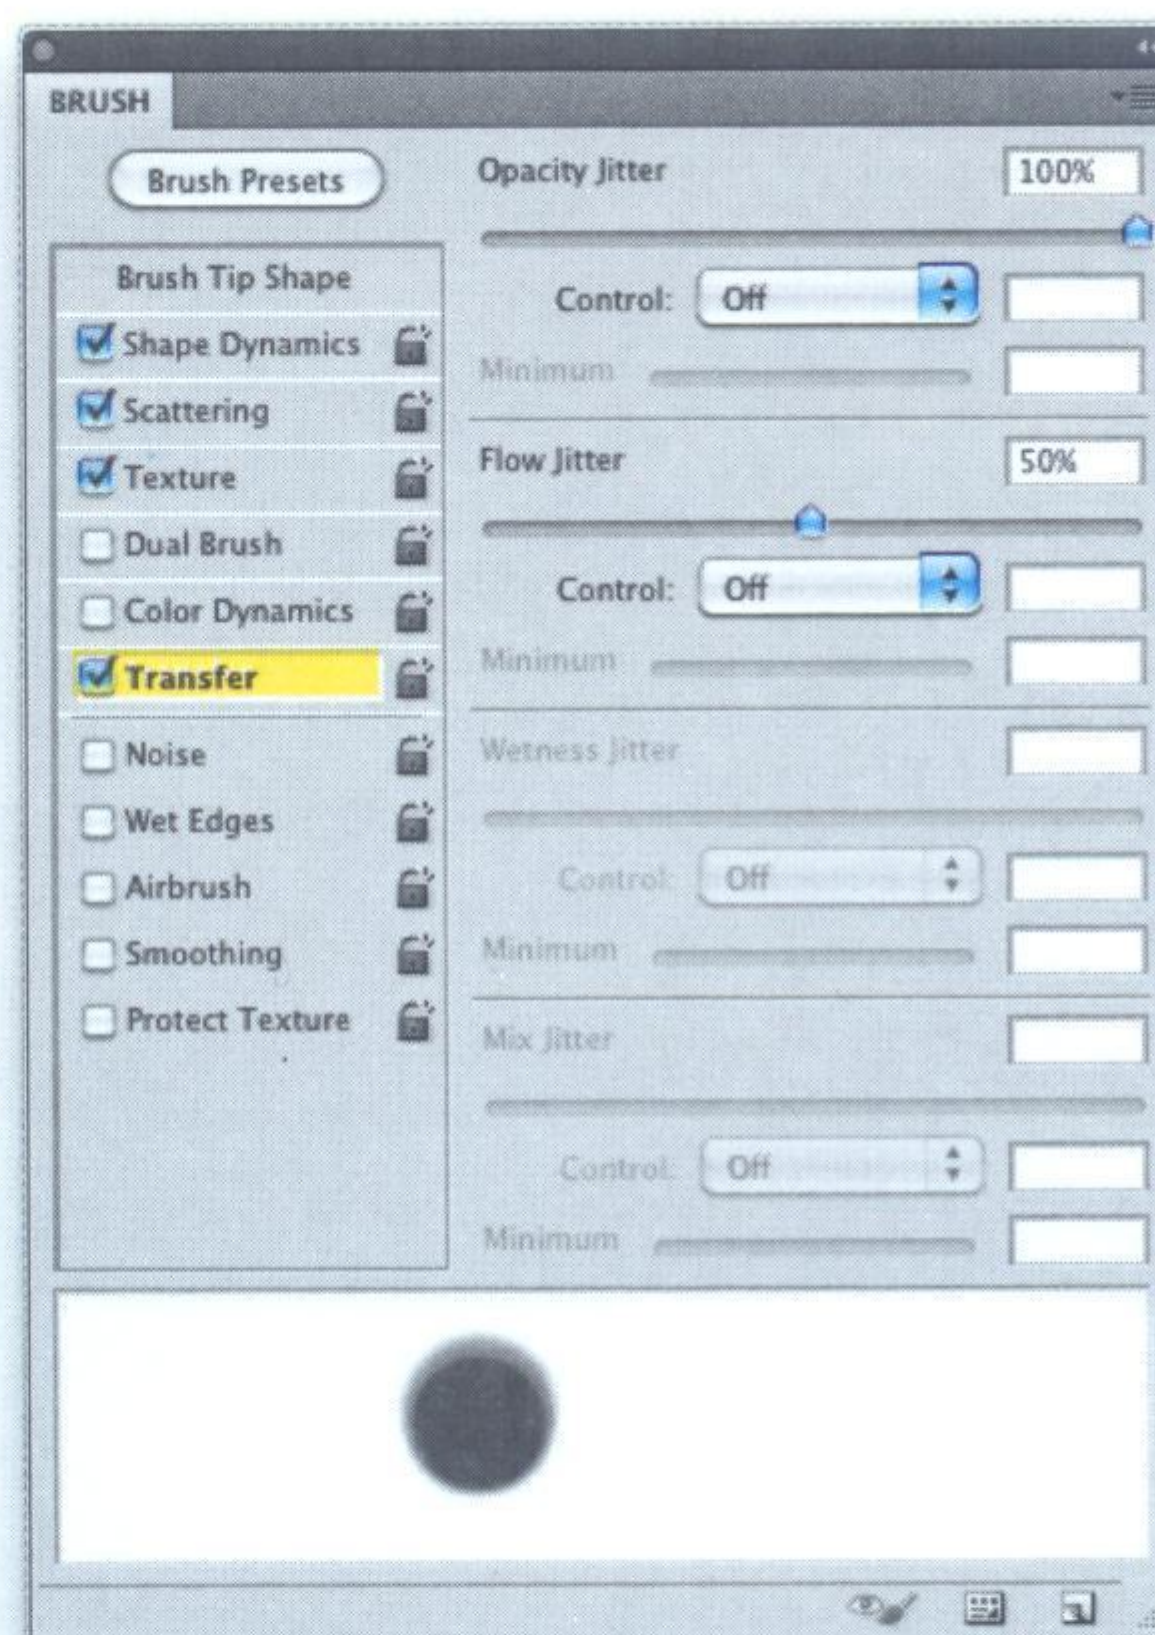 BRUSH
Brush Presets
Brush Tip Shape
Shape Dynamics
Scattering
Texture
Dual Brush
Color Dynamics
Transfer
Noise
Wet Edges
Airbrush
Smoothing
Protect Texture
Opacity Jitter 100%
Control: Off
Minimum
Flow Jitter 50%
Control: Off
Minimum
Wetness Jitter
Control: Off
Minimum
Mix Jitter
Control: Off
Minimum